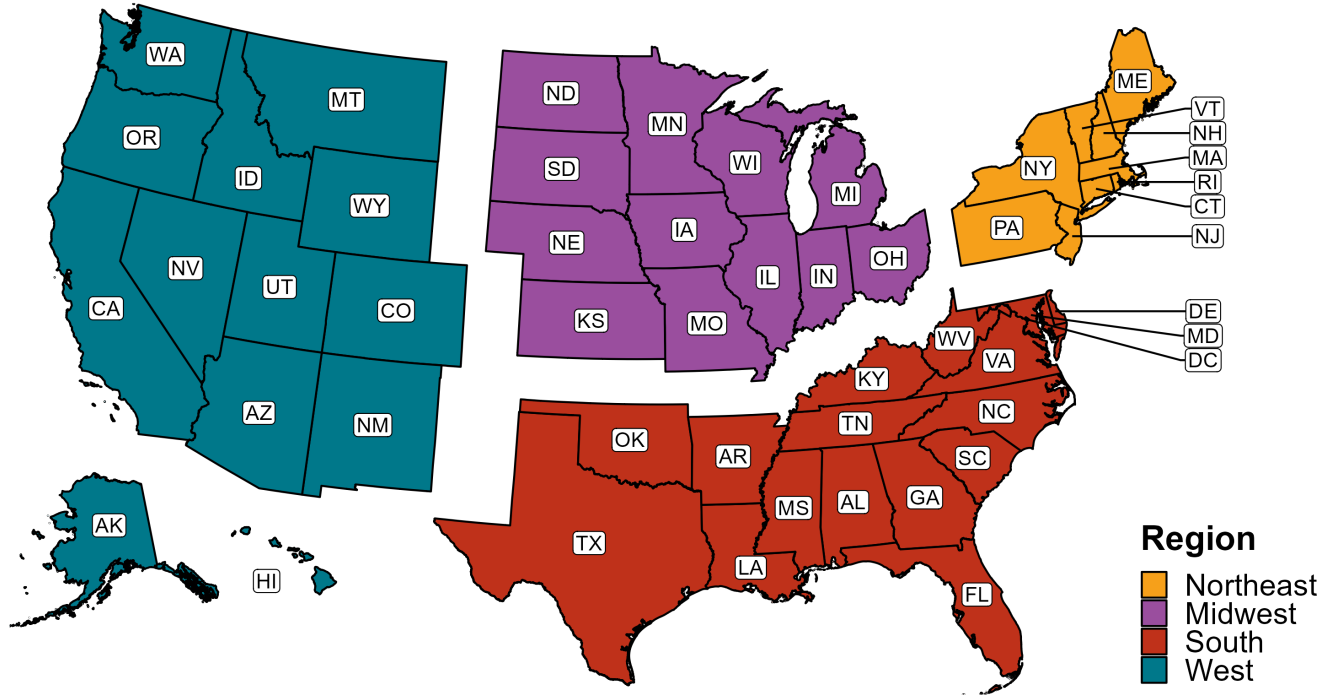 WA
MT
OR
ID
WY
NV
UT
CO
CA
AZ
NM
AK
HI
ND
MN
SD
WI
MI
NE
IA
IL
IN
OH
KS
MO
ME
VT
NH
MA
NY
RI
CT
PA
NJ
DE
MD
DC
WV
VA
KY
NC
TN
OK
AR
SC
MS
AL
GA
TX
LA
FL
Region
Northeast
Midwest
South
West